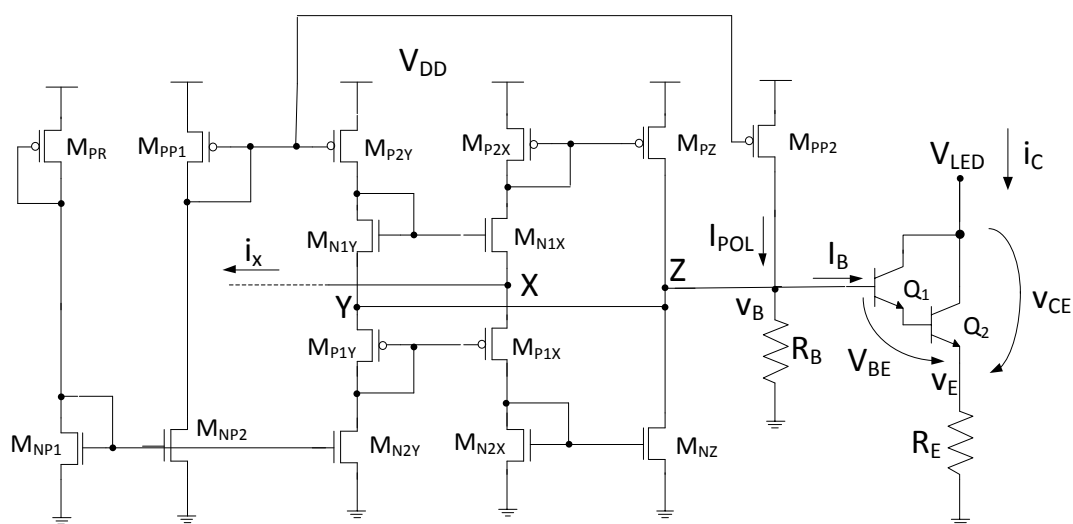 V_DD
M_PR
M_PP1
M_P2Y
M_P2X
M_PZ
M_PP2
V_LED
i_C
M_N1Y
M_N1X
I_POL
i_x
X
Y
Z
I_B
Q_1
Q_2
v_CE
v_B
V_BE
v_E
M_P1Y
M_P1X
R_B
M_NP1
M_NP2
M_N2Y
M_N2X
M_NZ
R_E